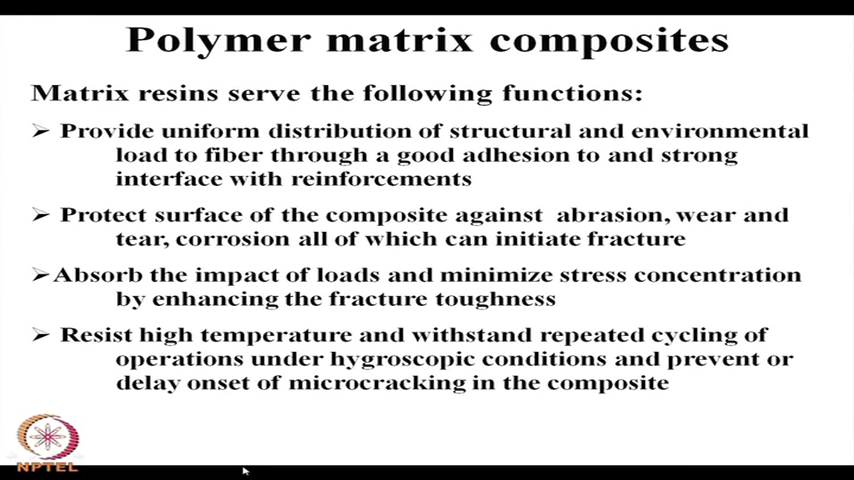 Polymer matrix composites
Matrix resins serve the following functions:
➢ Provide uniform distribution of structural and environmental
load to fiber through a good adhesion to and strong
interface with reinforcements
➢ Protect surface of the composite against abrasion, wear and
tear, corrosion all of which can initiate fracture
➢Absorb the impact of loads and minimize stress concentration
by enhancing the fracture toughness
➢ Resist high temperature and withstand repeated cycling of
operations under hygroscopic conditions and prevent or
delay onset of microcracking in the composite
NPTEL